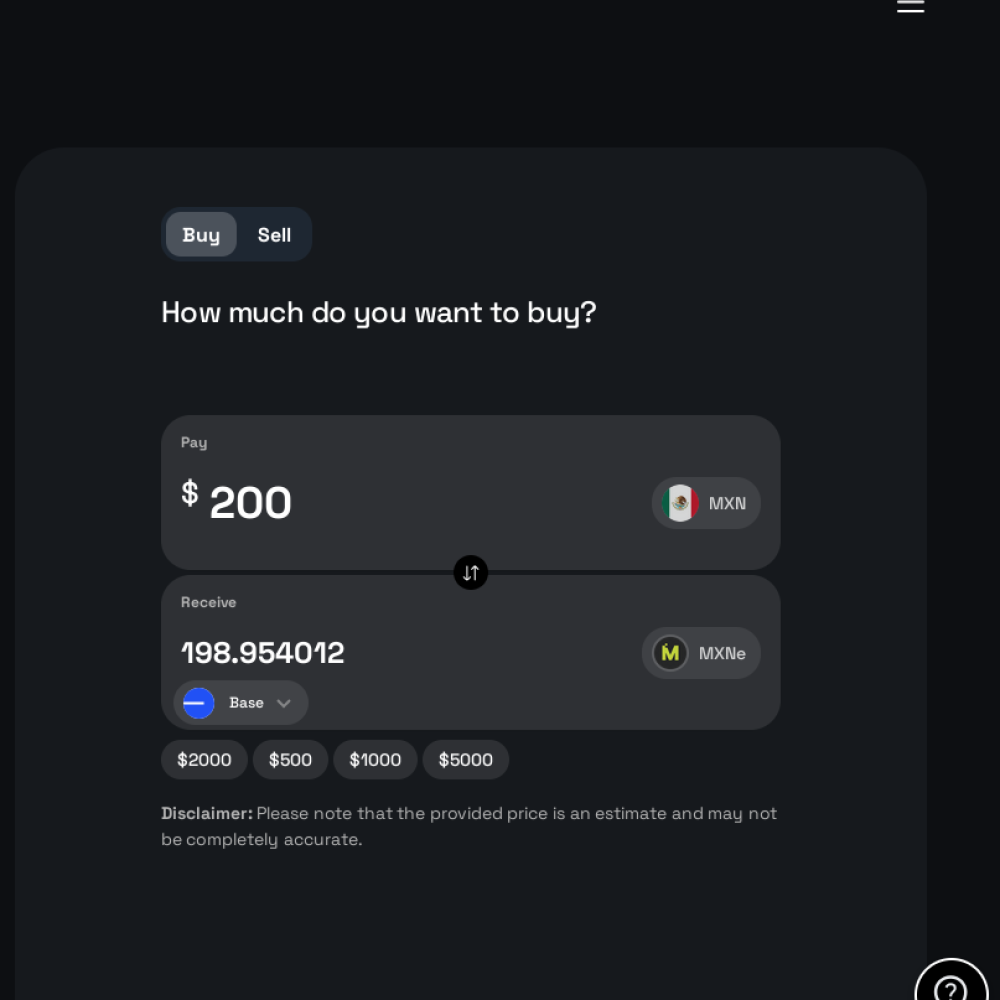 Buy Sell
How much do you want to buy?
Pay
$ 200 MXN
Receive
198.954012 MXNe
Base
$2000 $500 $1000 $5000
Disclaimer: Please note that the provided price is an estimate and may not
be completely accurate.
?